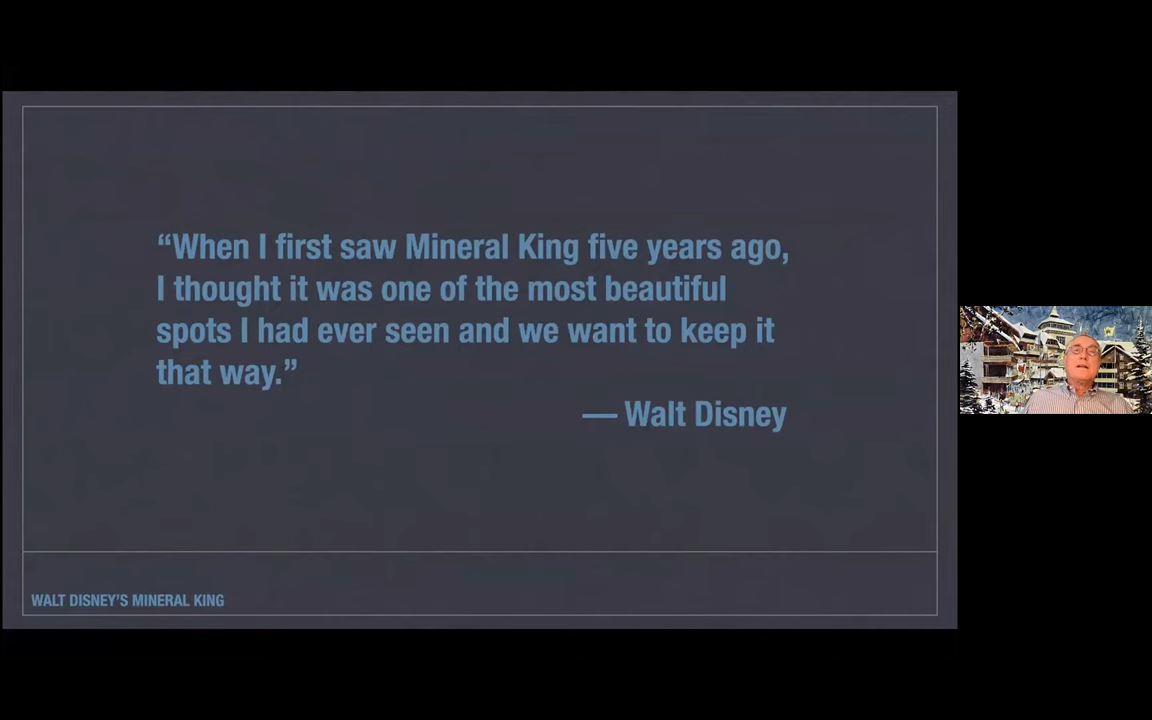 “When I first saw Mineral King five years ago,
I thought it was one of the most beautiful
spots I had ever seen and we want to keep it
that way.”
— Walt Disney
WALT DISNEY’S MINERAL KING